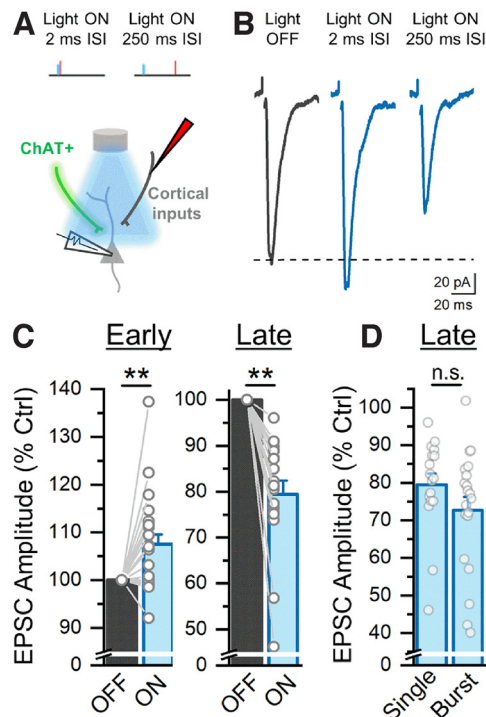 A
Light ON
2 ms ISI
Light ON
250 ms ISI
ChAT+
Cortical
inputs
B
Light
OFF
Light ON
2 ms ISI
Light ON
250 ms ISI
20 pA
20 ms
C
Early
**
EPSC Amplitude (% Ctrl)
140
130
120
110
100
90
0
OFF
ON
Late
**
100
90
80
70
60
50
0
OFF
ON
D
Late
n.s.
EPSC Amplitude (% Ctrl)
100
90
80
70
60
50
40
0
Single
Burst